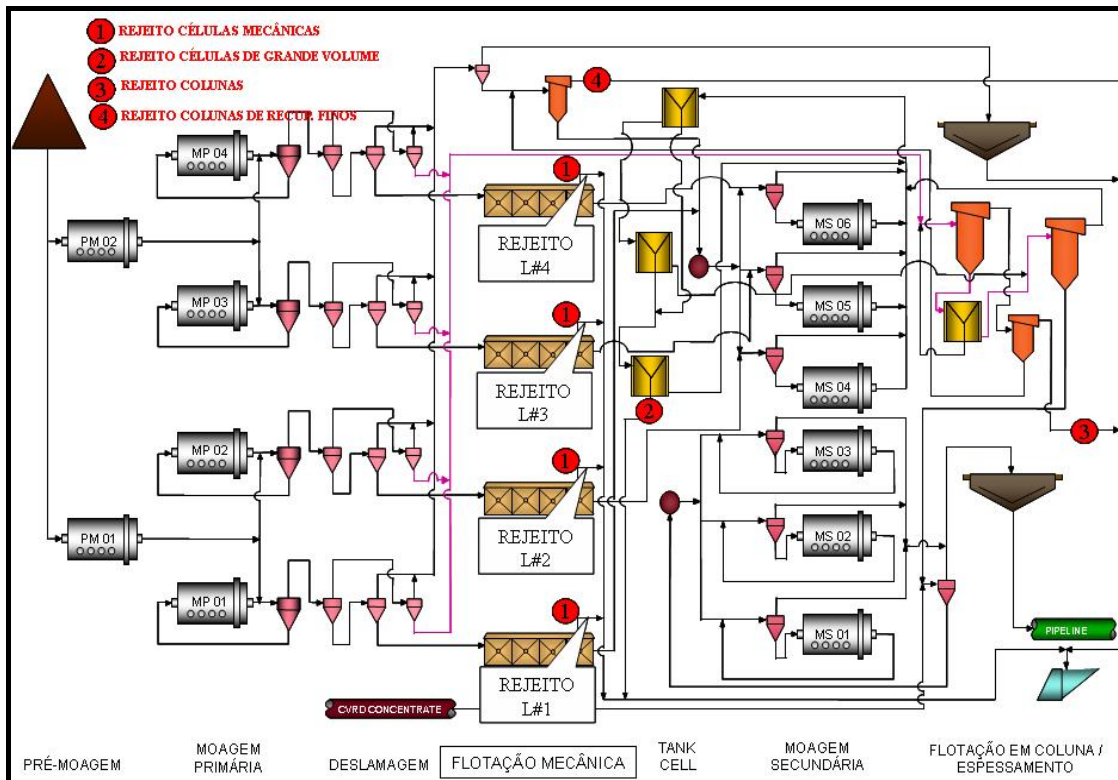 1 REJEITO CÉLULAS MECÂNICAS
2 REJEITO CÉLULAS DE GRANDE VOLUME
3 REJEITO COLUNAS
4 REJEITO COLUNAS DE RECUP. FINOS
4
MP 04
1
REJEITO
L#4
MS 06
PM 02
MP 03
MS 05
1
REJEITO
L#3
MS 04
2
3
MP 02
MS 03
1
REJEITO
L#2
PM 01
MS 02
MP 01
1
MS 01
PIPELINE
REJEITO
L#1
CVRD CONCENTRATE
PRÉ-MOAGEM
MOAGEM
PRIMÁRIA
DESLAMAGEM
FLOTAÇÃO MECÂNICA
TANK
CELL
MOAGEM
SECUNDÁRIA
FLOTAÇÃO EM COLUNA /
ESPESSAMENTO